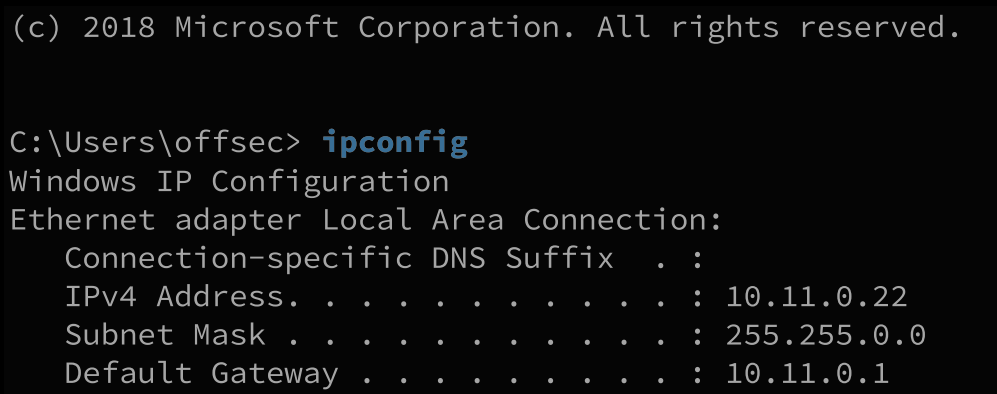 (c) 2018 Microsoft Corporation. All rights reserved.
C:\Users\offsec> ipconfig
Windows IP Configuration
Ethernet adapter Local Area Connection:
   Connection-specific DNS Suffix  . :
   IPv4 Address. . . . . . . . . . . : 10.11.0.22
   Subnet Mask . . . . . . . . . . . : 255.255.0.0
   Default Gateway . . . . . . . . . : 10.11.0.1